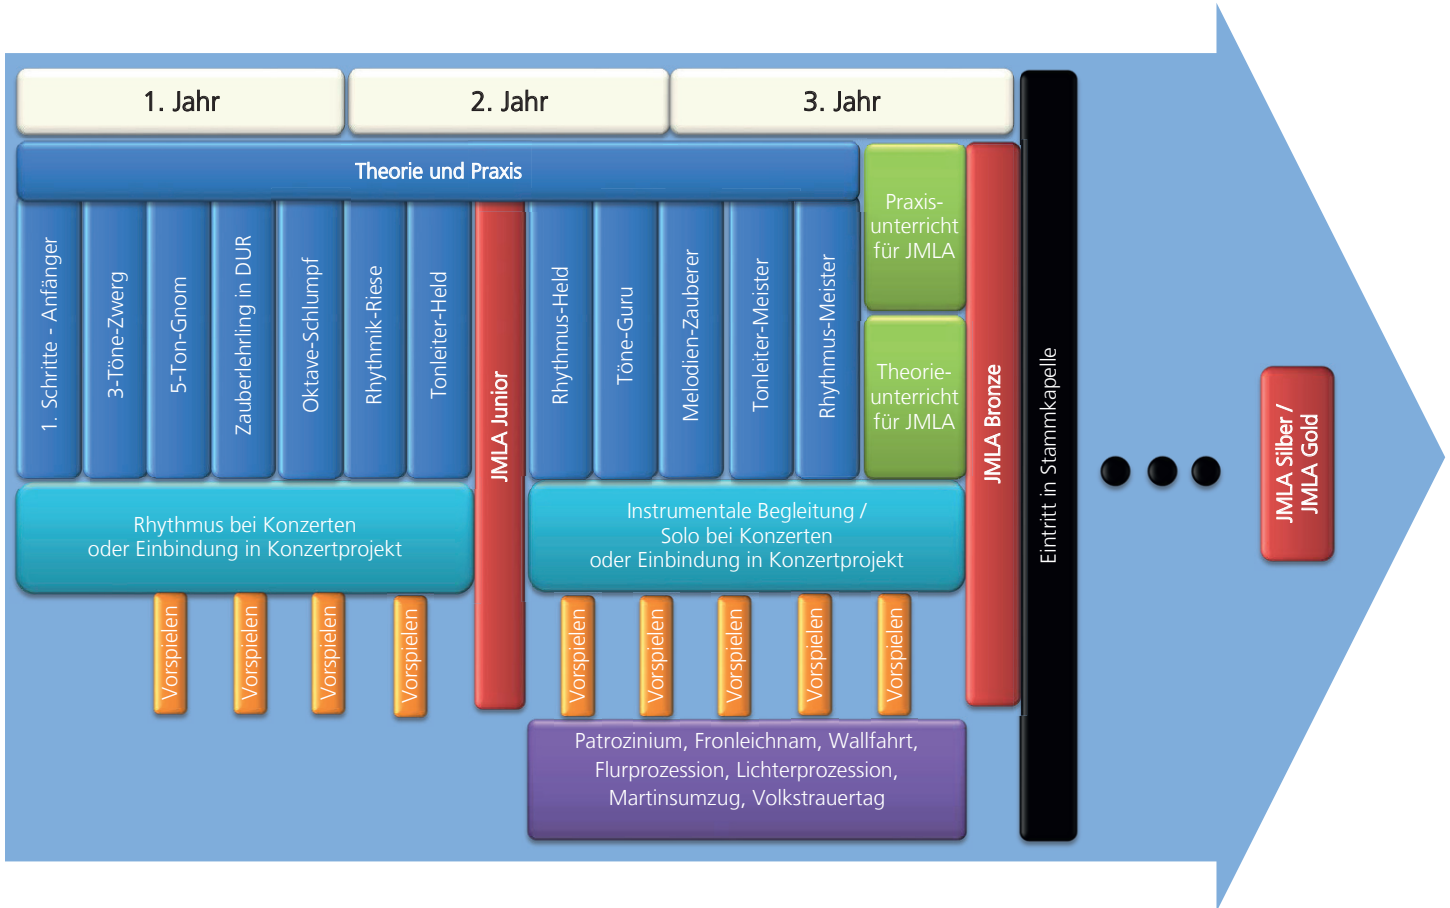 1. Jahr
2. Jahr
3. Jahr
Theorie und Praxis
1. Schritte - Anfänger
3-Töne-Zwerg
5-Ton-Gnom
Zauberlehrling in DUR
Oktave-Schlumpf
Rhythmik-Riese
Tonleiter-Held
JMLA Junior
Rhythmus-Held
Töne-Guru
Melodien-Zauberer
Tonleiter-Meister
Rhythmus-Meister
Praxis-
unterricht
für JMLA
Theorie-
unterricht
für JMLA
JMLA Bronze
Eintritt in Stammkapelle
JMLA Silber /
JMLA Gold
Rhythmus bei Konzerten
oder Einbindung in Konzertprojekt
Instrumentale Begleitung /
Solo bei Konzerten
oder Einbindung in Konzertprojekt
Vorspielen
Vorspielen
Vorspielen
Vorspielen
Vorspielen
Vorspielen
Vorspielen
Vorspielen
Vorspielen
Patrozinium, Fronleichnam, Wallfahrt,
Flurprozession, Lichterprozession,
Martinsumzug, Volkstrauertag